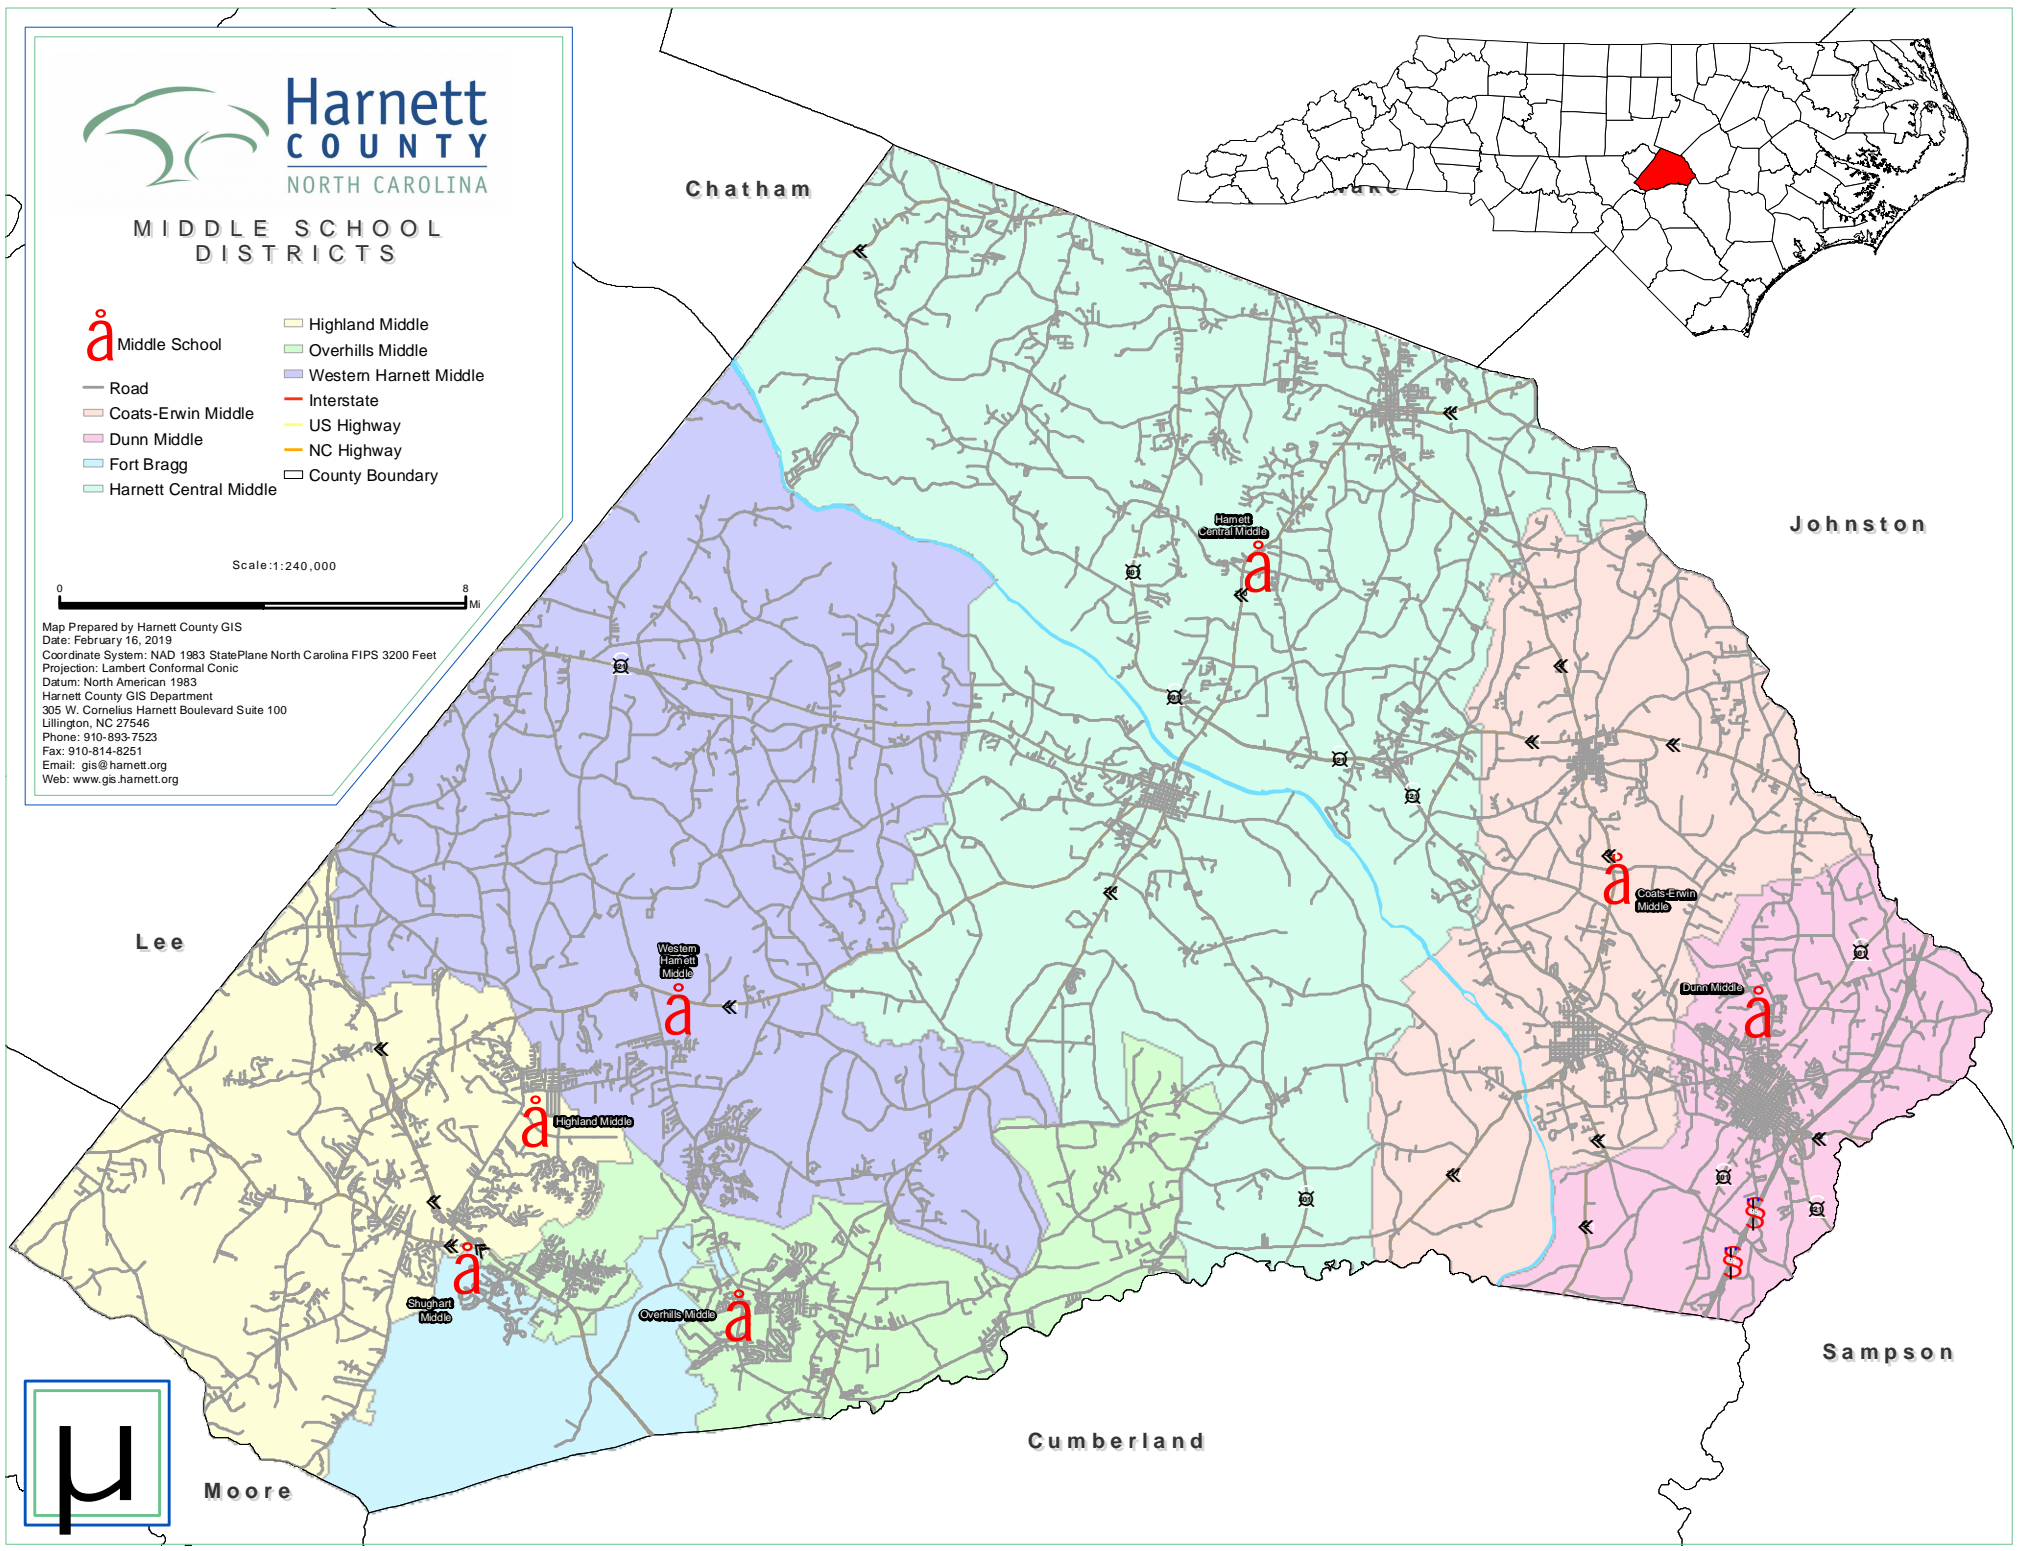 Harnett
COUNTY
NORTH CAROLINA
MIDDLE SCHOOL
DISTRICTS
å Middle School
Road
Coats-Erwin Middle
Dunn Middle
Fort Bragg
Harnett Central Middle
Highland Middle
Overhills Middle
Western Harnett Middle
Interstate
US Highway
NC Highway
County Boundary
Scale:1:240,000
0 8
Mi
Map Prepared by Harnett County GIS
Date: February 16, 2019
Coordinate System: NAD 1983 StatePlane North Carolina FIPS 3200 Feet
Projection: Lambert Conformal Conic
Datum: North American 1983
Harnett County GIS Department
305 W. Cornelius Harnett Boulevard Suite 100
Lillington, NC 27546
Phone: 910-893-7523
Fax: 910-814-8251
Email: gis@harnett.org
Web: www.gis.harnett.org
Chatham
Wake
Johnston
Lee
Harnett
Central Middle
å
Coats-Erwin
Middle
å
Western
Harnett
Middle
å
Dunn Middle
å
Highland Middle
å
Shughart
Middle
å
Overhills Middle
å
§
§
Sampson
Cumberland
Moore
µ